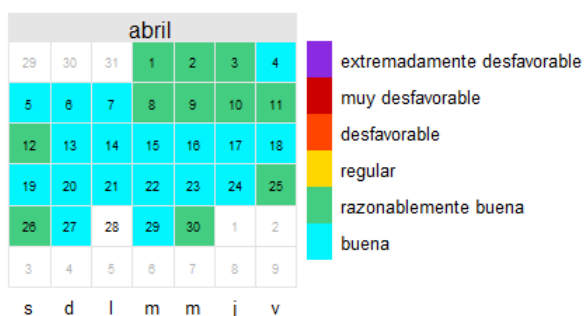 abril
29 30 31 1 2 3 4
5 6 7 8 9 10 11
12 13 14 15 16 17 18
19 20 21 22 23 24 25
26 27 28 29 30 1 2
3 4 5 6 7 8 9
s d l m m j v
extremadamente desfavorable
muy desfavorable
desfavorable
regular
razonablemente buena
buena